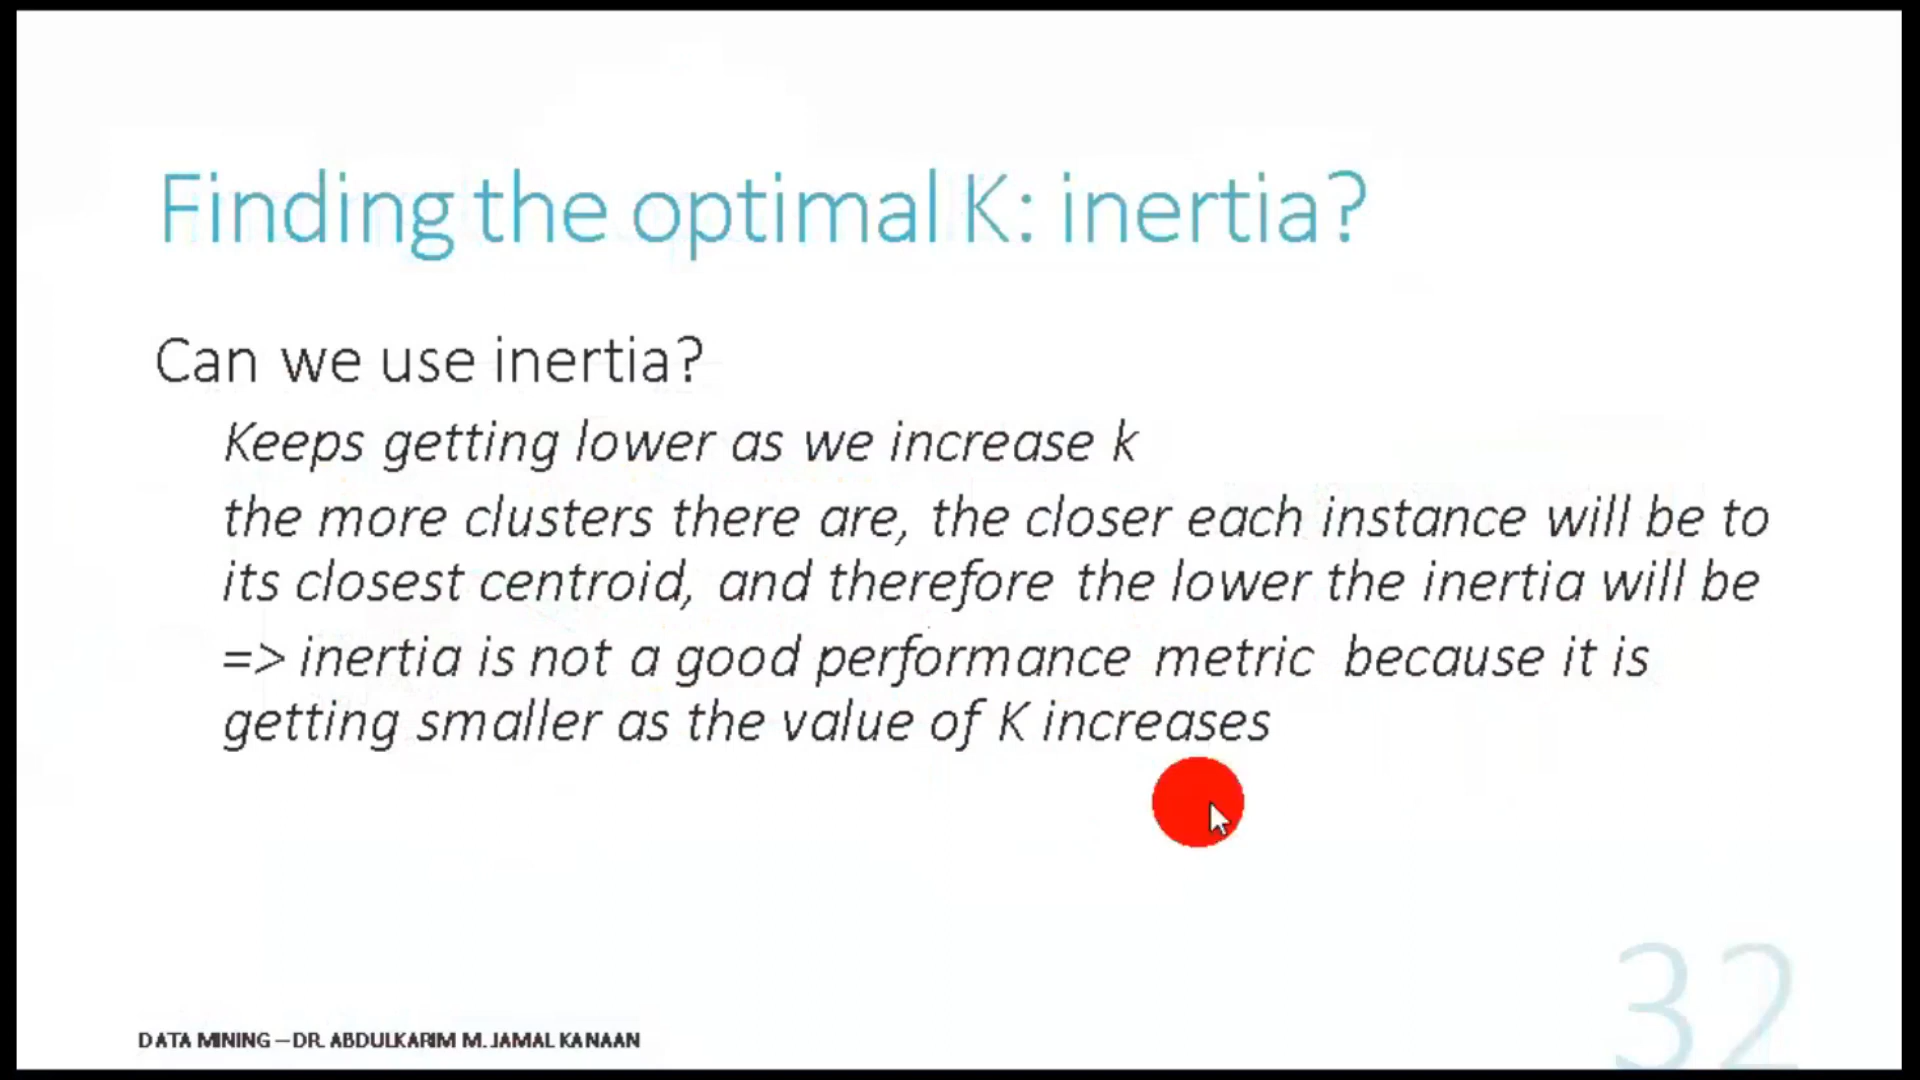 Finding the optimal K: inertia?
Can we use inertia?
Keeps getting lower as we increase k
the more clusters there are, the closer each instance will be to
its closest centroid, and therefore the lower the inertia will be
=> inertia is not a good performance metric because it is
getting smaller as the value of K increases
DATA MINING – DR. ABDULKARIM M. JAMAL KANAAN
32